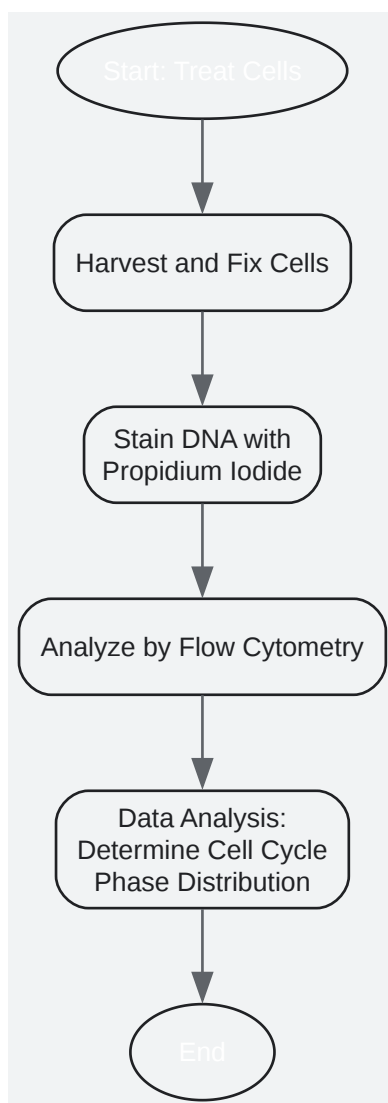 Start: Treat Cells
Harvest and Fix Cells
Stain DNA with
Propidium Iodide
Analyze by Flow Cytometry
Data Analysis:
Determine Cell Cycle
Phase Distribution
End